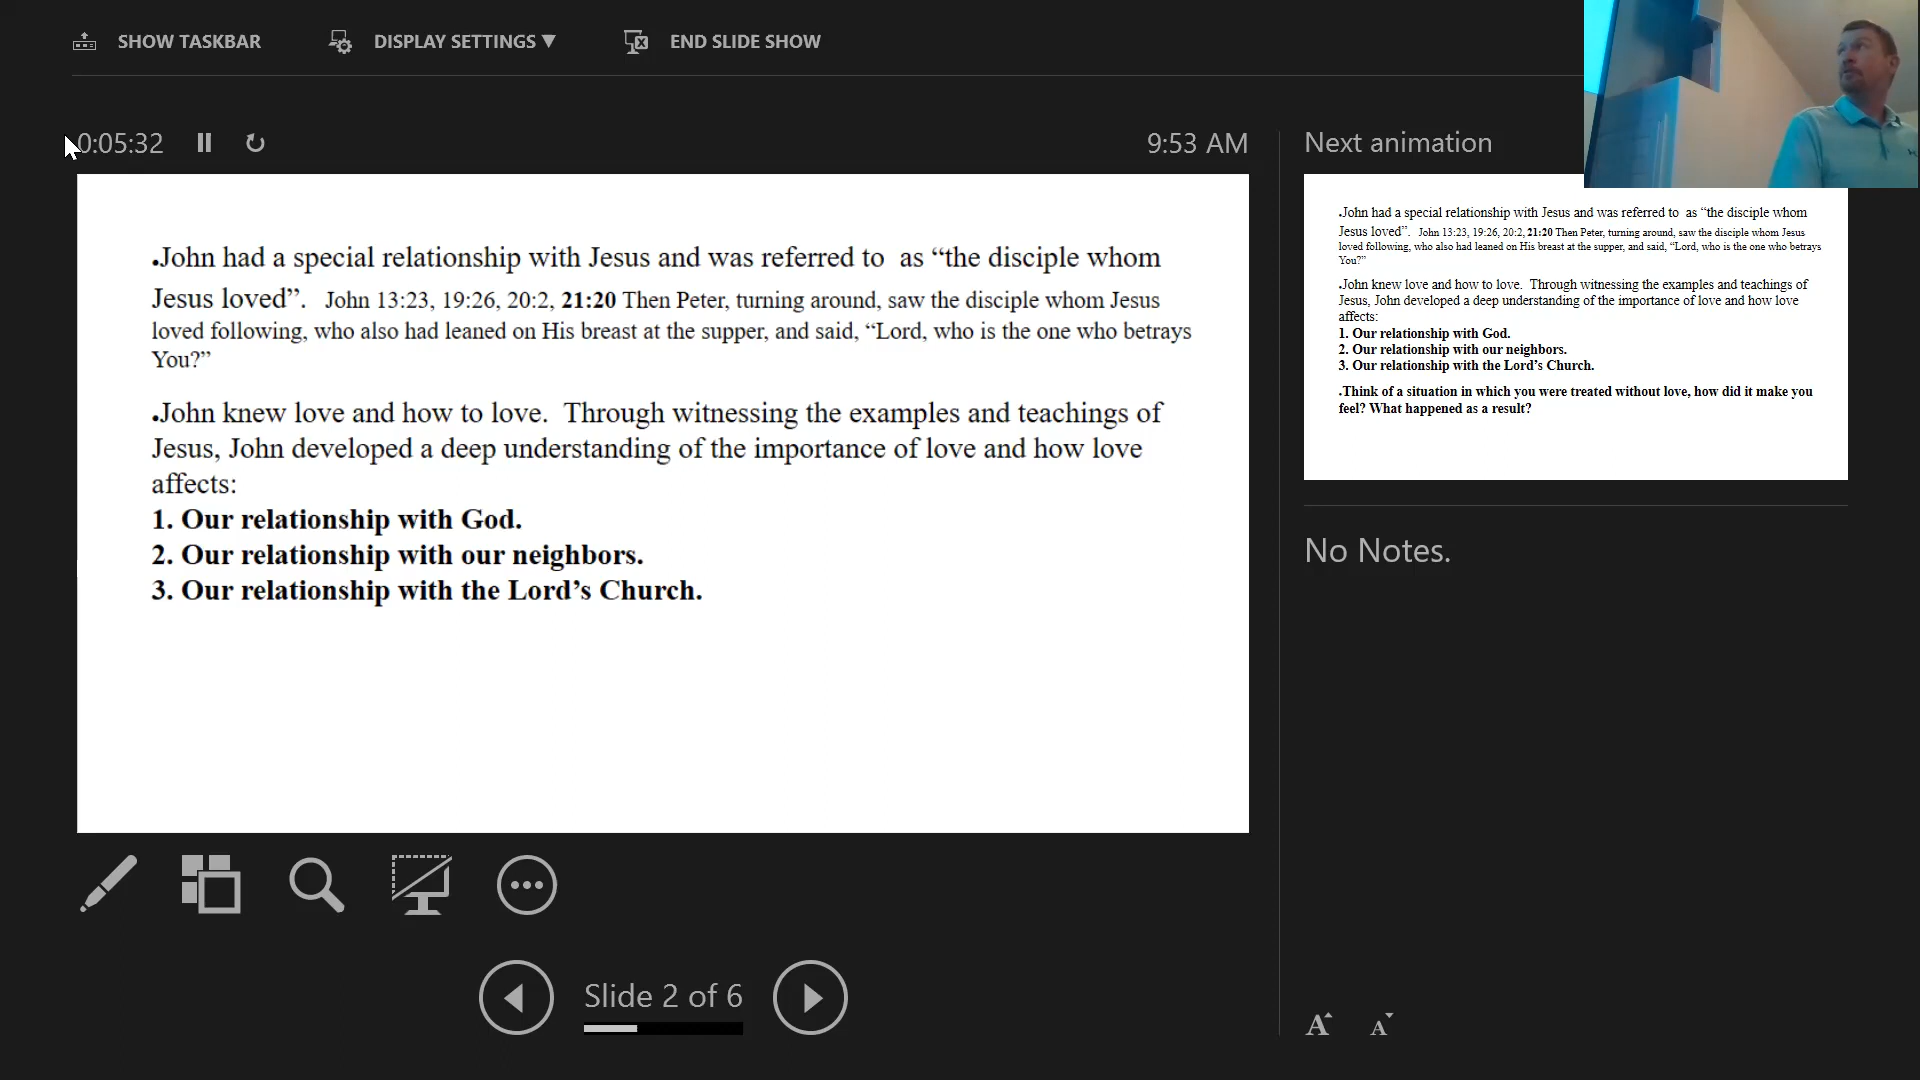 SHOW TASKBAR
DISPLAY SETTINGS ▼
END SLIDE SHOW
0:05:32
9:53 AM
Next animation
•John had a special relationship with Jesus and was referred to  as “the disciple whom
Jesus loved”.   John 13:23, 19:26, 20:2, 21:20 Then Peter, turning around, saw the disciple whom Jesus
loved following, who also had leaned on His breast at the supper, and said, “Lord, who is the one who betrays
You?”
•John knew love and how to love.  Through witnessing the examples and teachings of
Jesus, John developed a deep understanding of the importance of love and how love
affects:
1. Our relationship with God.
2. Our relationship with our neighbors.
3. Our relationship with the Lord’s Church.
•John had a special relationship with Jesus and was referred to  as “the disciple whom
Jesus loved”.   John 13:23, 19:26, 20:2, 21:20 Then Peter, turning around, saw the disciple whom Jesus
loved following, who also had leaned on His breast at the supper, and said, “Lord, who is the one who betrays
You?”
•John knew love and how to love.  Through witnessing the examples and teachings of
Jesus, John developed a deep understanding of the importance of love and how love
affects:
1. Our relationship with God.
2. Our relationship with our neighbors.
3. Our relationship with the Lord’s Church.
•Think of a situation in which you were treated without love, how did it make you
feel? What happened as a result?
No Notes.
Slide 2 of 6
A A